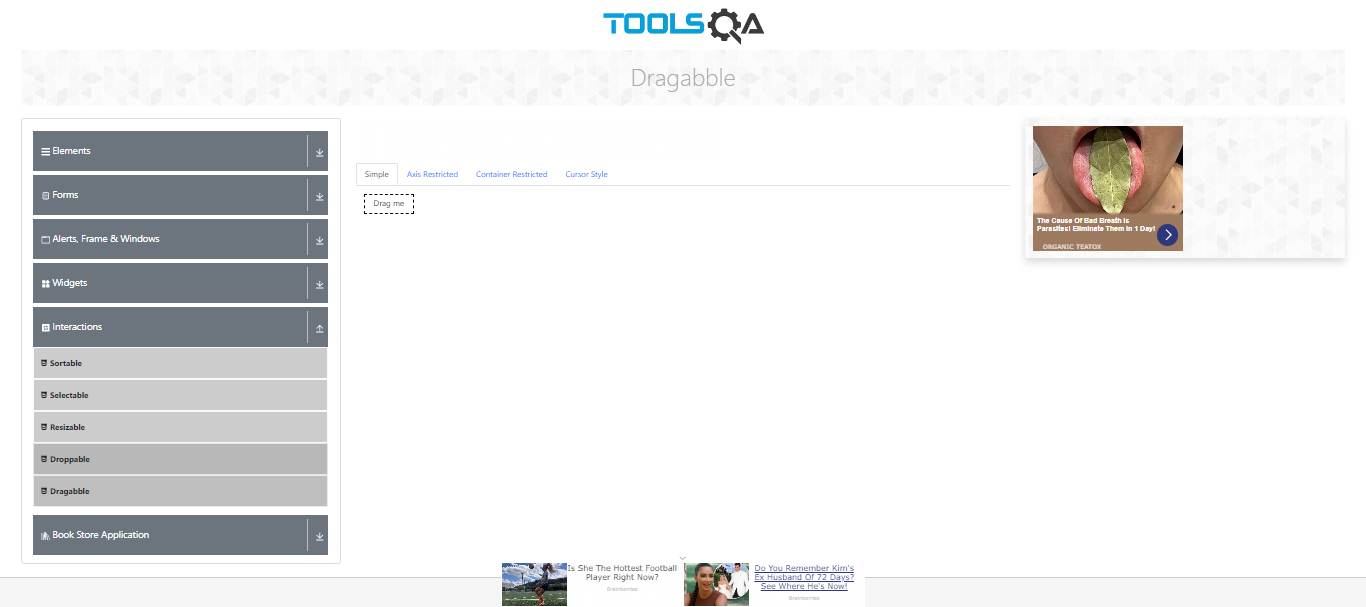 TOOLSQA
Dragabble
Elements
Forms
Alerts, Frame & Windows
Widgets
Interactions
Sortable
Selectable
Resizable
Droppable
Dragabble
Book Store Application
Simple
Axis Restricted
Container Restricted
Cursor Style
Drag me
The Cause Of Bad Breath Is
Parasites! Eliminate Them In 1 Day!
ORGANIC TEATOX
Is She The Hottest Football
Player Right Now?
Brainberries
Do You Remember Kim's
Ex Husband Of 72 Days?
See Where He's Now!
Brainberries